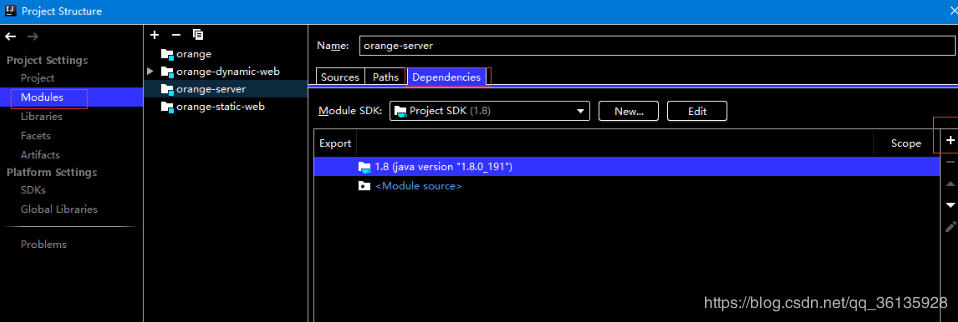 Project Structure
Project Settings
Project
Modules
Libraries
Facets
Artifacts
Platform Settings
SDKs
Global Libraries
Problems
orange
orange-dynamic-web
orange-server
orange-static-web
Name: orange-server
Sources Paths Dependencies
Module SDK: Project SDK (1.8) New... Edit
Export Scope
1.8 (java version "1.8.0_191")
<Module source>
https://blog.csdn.net/qq_36135928